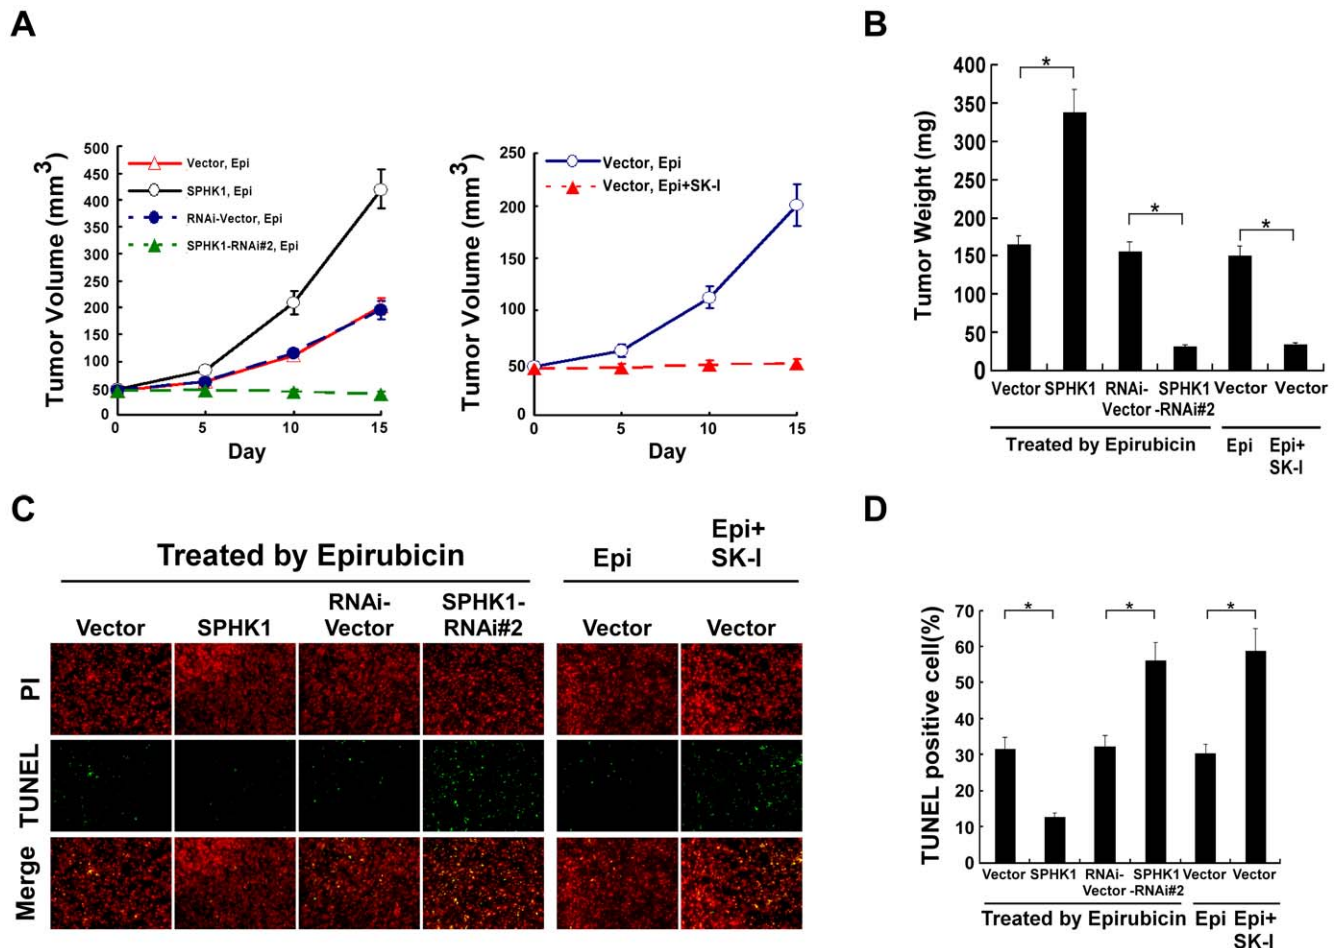 A
Tumor Volume (mm3)
500
450
400
350
300
250
200
150
100
50
0
Vector, Epi
SPHK1, Epi
RNAi-Vector, Epi
SPHK1-RNAi#2, Epi
0 5 10 15
Day
Tumor Volume (mm3)
250
200
150
100
50
0
Vector, Epi
Vector, Epi+SK-I
0 5 10 15
Day
B
Tumor Weight (mg)
400
350
300
250
200
150
100
50
0
* * *
Vector SPHK1 RNAi- SPHK1 Vector Vector
Vector -RNAi#2
Treated by Epirubicin Epi Epi+
SK-I
C
Treated by Epirubicin Epi Epi+
SK-I
Vector SPHK1 RNAi- SPHK1- Vector Vector
Vector RNAi#2
PI
TUNEL
Merge
D
TUNEL positive cell(%)
70
60
50
40
30
20
10
0
* * *
Vector SPHK1 RNAi- SPHK1 Vector Vector
Vector -RNAi#2
Treated by Epirubicin Epi Epi+
SK-I